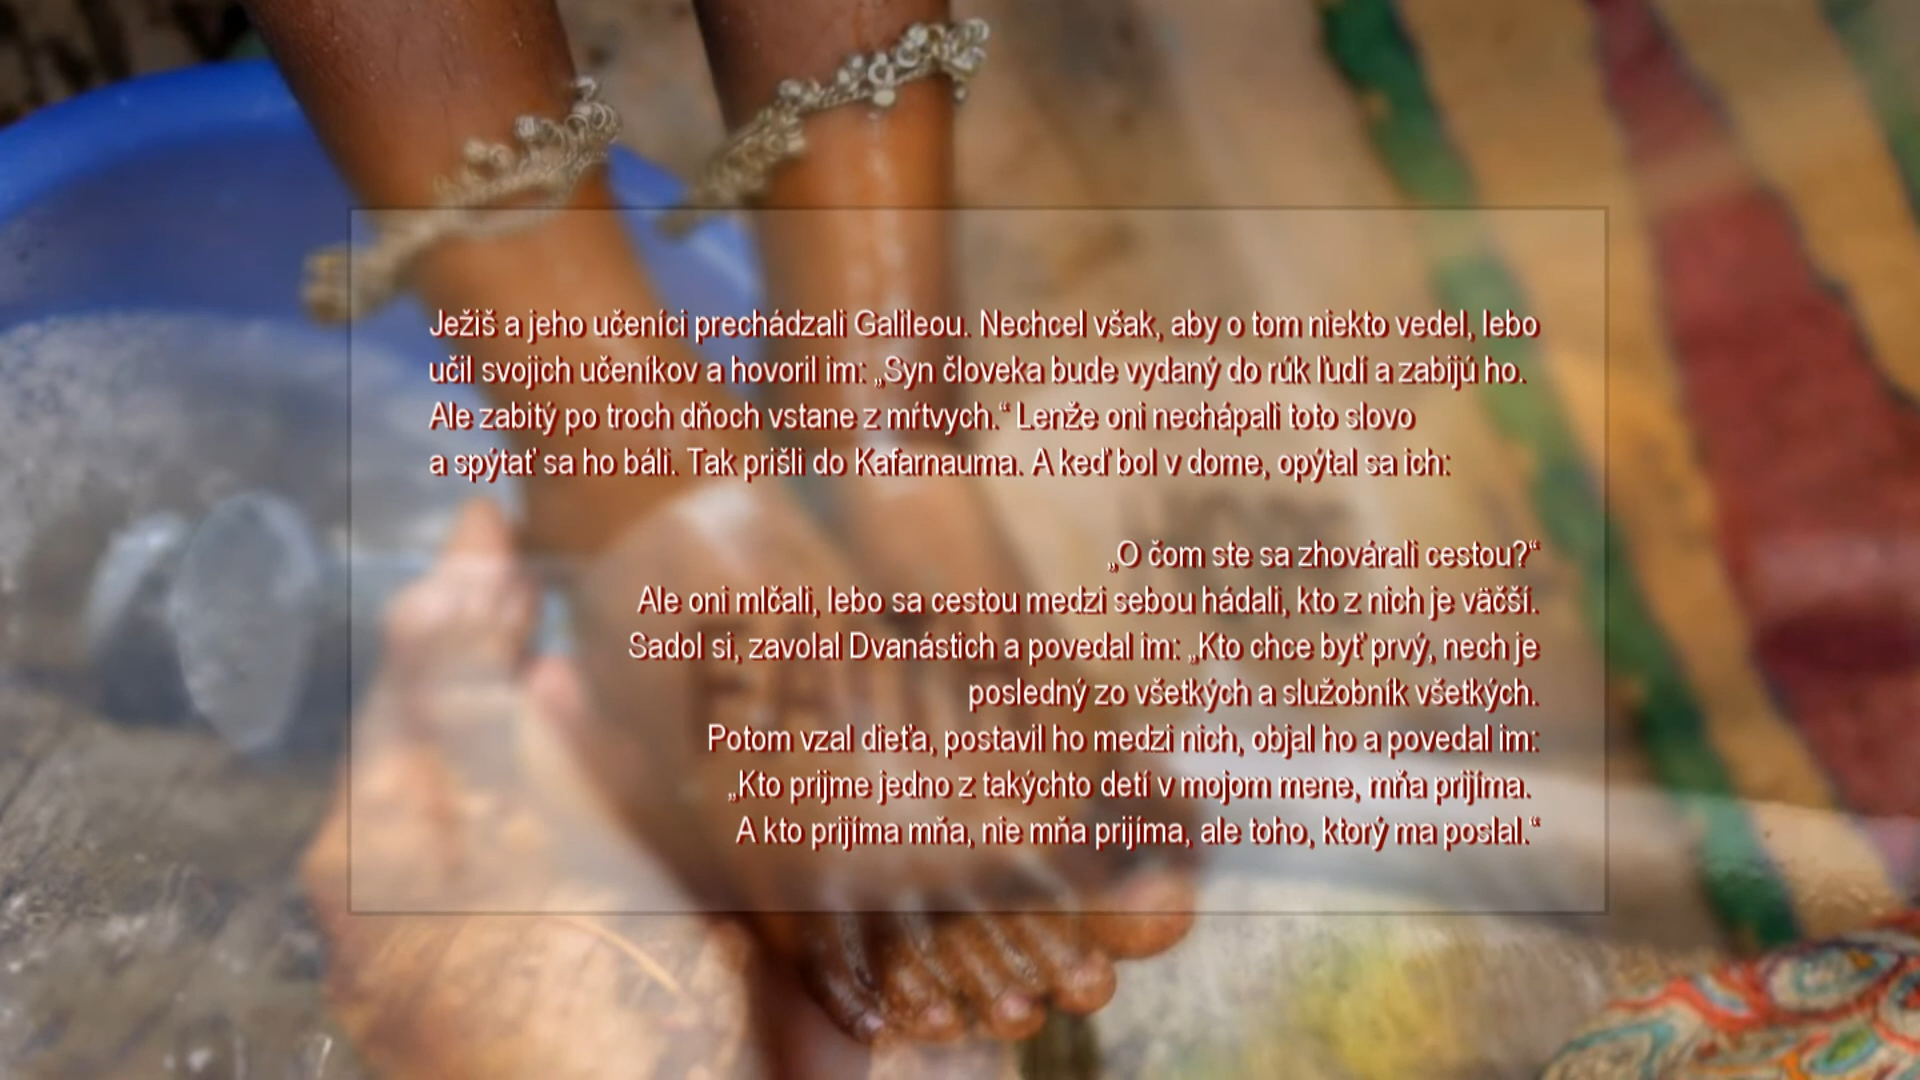 Ježiš a jeho učeníci prechádzali Galileou. Nechcel však, aby o tom niekto vedel, lebo
učil svojich učeníkov a hovoril im: „Syn človeka bude vydaný do rúk ľudí a zabijú ho.
Ale zabitý po troch dňoch vstane z mŕtvych.“ Lenže oni nechápali toto slovo
a spýtať sa ho báli. Tak prišli do Kafarnauma. A keď bol v dome, opýtal sa ich:
„O čom ste sa zhovárali cestou?“
Ale oni mlčali, lebo sa cestou medzi sebou hádali, kto z nich je väčší.
Sadol si, zavolal Dvanástich a povedal im: „Kto chce byť prvý, nech je
posledný zo všetkých a služobník všetkých.
Potom vzal dieťa, postavil ho medzi nich, objal ho a povedal im:
„Kto prijme jedno z takýchto detí v mojom mene, mňa prijíma.
A kto prijíma mňa, nie mňa prijíma, ale toho, ktorý ma poslal.“